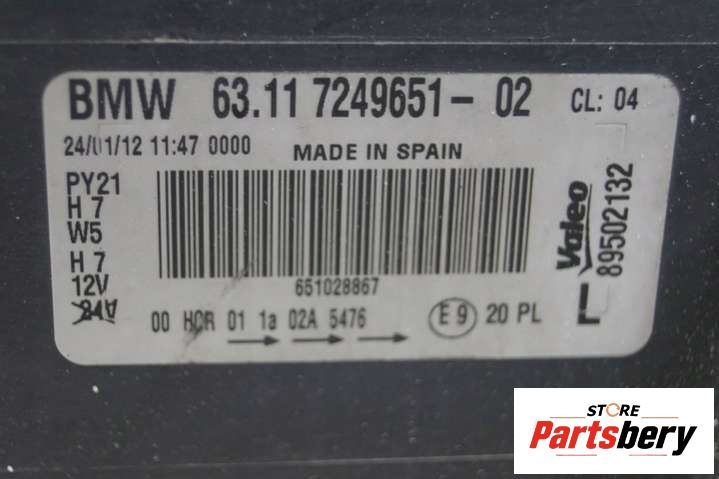 BMW 63.11 7249651- 02 CL: 04
24/01/12 11:47 0000 MADE IN SPAIN
PY21
H 7
W5
H 7
12V
24V
651028867
00 HCR 01 1a 02A 5476
E 9 20 PL
Valeo
89502132
L
STORE
Partsbery